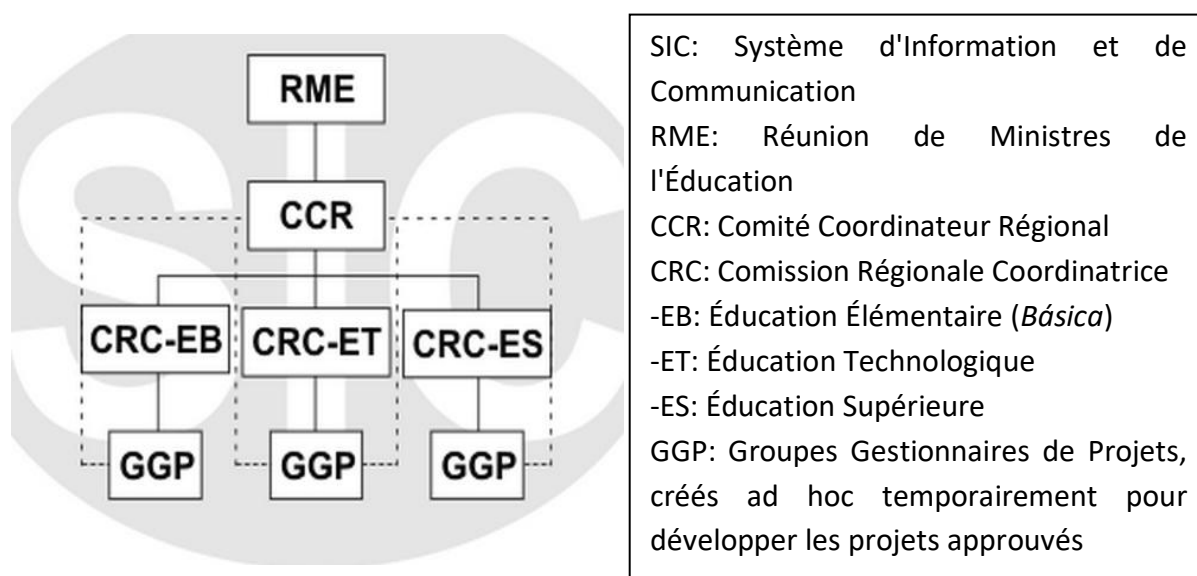 SIC
RME
CCR
CRC-EB CRC-ET CRC-ES
GGP GGP GGP
SIC: Système d'Information et de
Communication
RME: Réunion de Ministres de
l'Éducation
CCR: Comité Coordinateur Régional
CRC: Comission Régionale Coordinatrice
-EB: Éducation Élémentaire (Básica)
-ET: Éducation Technologique
-ES: Éducation Supérieure
GGP: Groupes Gestionnaires de Projets,
créés ad hoc temporairement pour
développer les projets approuvés